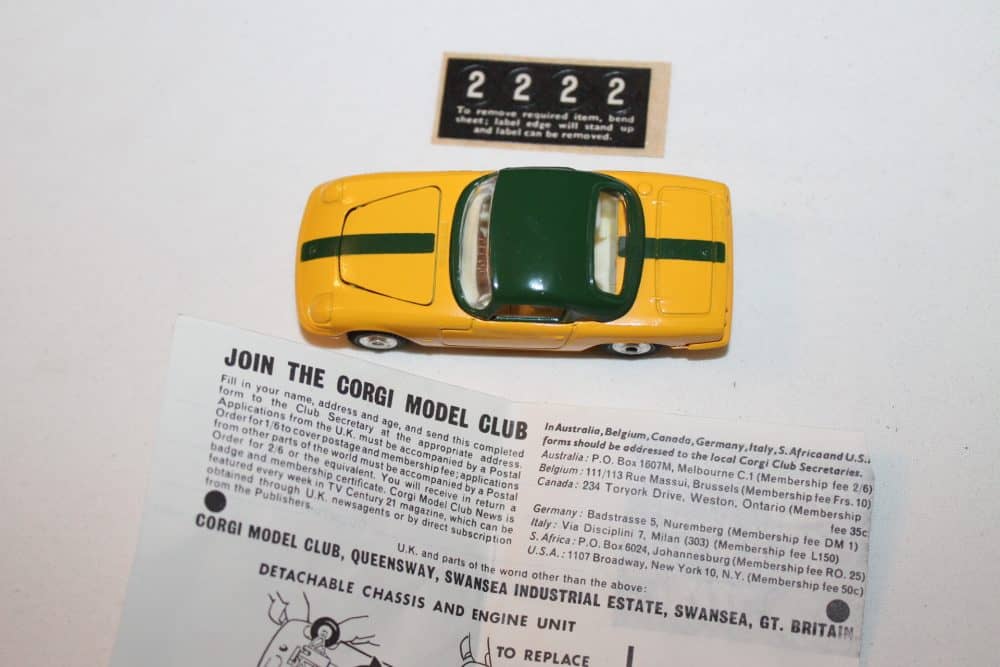 2 2 2 2
To remove required item, bend
sheet; label edge will stand up
and label can be removed.
JOIN THE CORGI MODEL CLUB
Fill in your name, address and age, and send this completed
form to the Club Secretary at the appropriate address.
Applications from the U.K. must be accompanied by a Postal
Order for 1/6 to cover postage and membership fee; applications
from other parts of the world must be accompanied by a Postal
Order for 2/6 or the equivalent. You will receive in return a
badge and membership certificate. Corgi Model Club News is
featured every week in TV Century 21 magazine, which can be
obtained through U.K. newsagents or by direct subscription
from the Publishers.
In Australia, Belgium, Canada, Germany, Italy, S. Africa and U.S.,
forms should be addressed to the local Corgi Club Secretaries.
Australia : P.O. Box 1607M, Melbourne C.1 (Membership fee 2/6)
Belgium : 111/113 Rue Massui, Brussels (Membership fee Frs. 10)
Canada : 234 Toryork Drive, Weston, Ontario (Membership
fee 35c
Germany : Badstrasse 5, Nuremberg (Membership fee DM 1)
Italy : Via Disciplini 7, Milan (303) (Membership fee L150)
S. Africa : P.O. Box 6024, Johannesburg (Membership fee RO. 25)
U.S.A. : 1107 Broadway, New York 10, N.Y. (Membership fee 50c)
U.K. and parts of the world other than the above:
CORGI MODEL CLUB, QUEENSWAY, SWANSEA INDUSTRIAL ESTATE, SWANSEA, GT. BRITAIN
DETACHABLE CHASSIS AND ENGINE UNIT
TO REPLACE